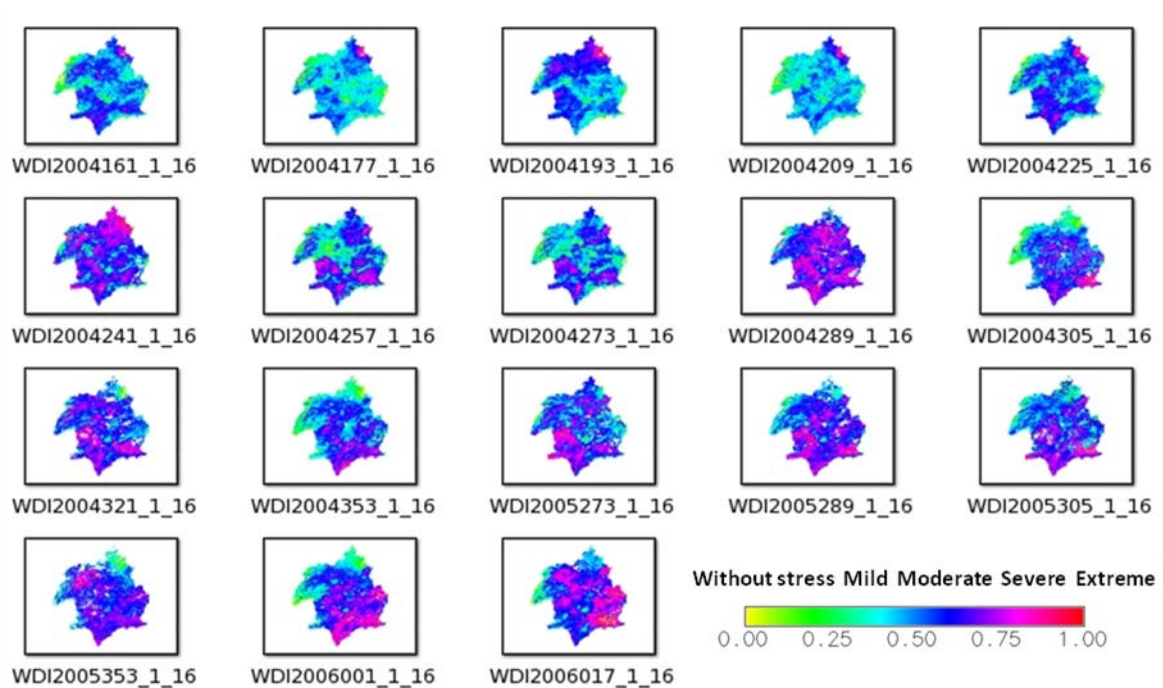 WDI2004161_1_16 WDI2004177_1_16 WDI2004193_1_16 WDI2004209_1_16 WDI2004225_1_16
WDI2004241_1_16 WDI2004257_1_16 WDI2004273_1_16 WDI2004289_1_16 WDI2004305_1_16
WDI2004321_1_16 WDI2004353_1_16 WDI2005273_1_16 WDI2005289_1_16 WDI2005305_1_16
Without stress Mild Moderate Severe Extreme
0.00 0.25 0.50 0.75 1.00
WDI2005353_1_16 WDI2006001_1_16 WDI2006017_1_16